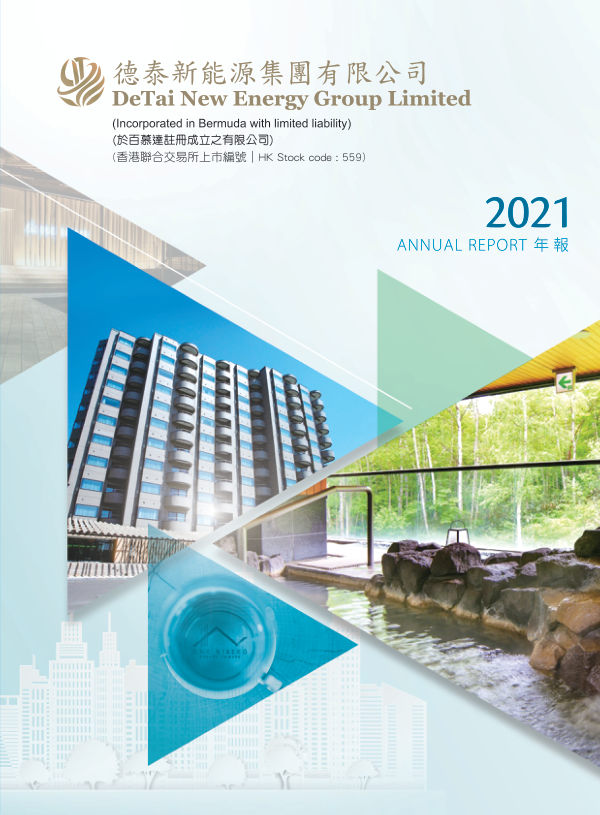 德泰新能源集團有限公司
DeTai New Energy Group Limited
(Incorporated in Bermuda with limited liability)
(於百慕達註冊成立之有限公司)
(香港聯合交易所上市編號｜HK Stock code : 559)
2021
ANNUAL REPORT 年報